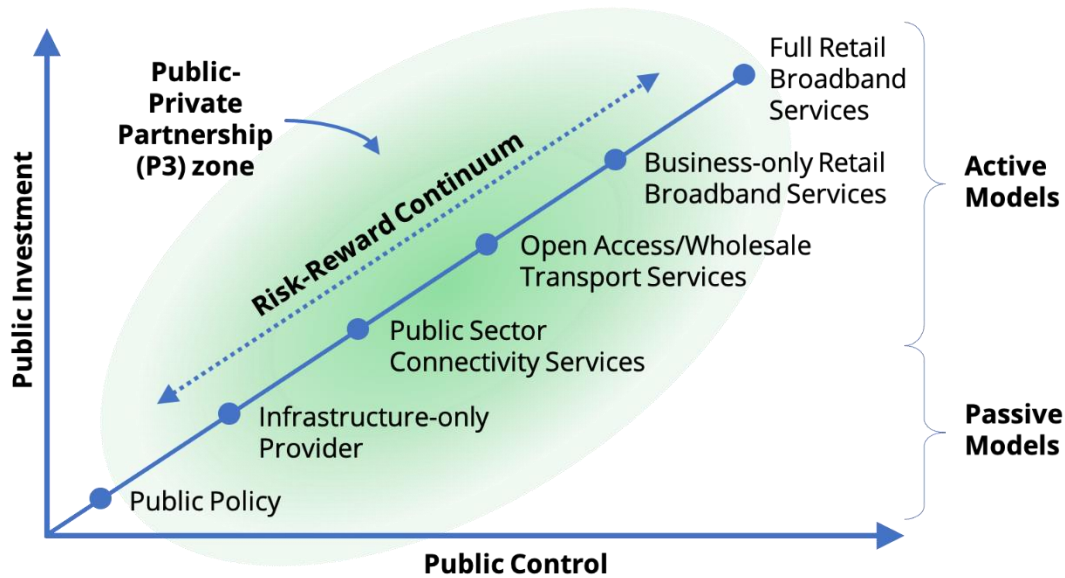 Full Retail
Broadband
Services
Public-
Private
Partnership
(P3) zone
Risk-Reward Continuum
Business-only Retail
Broadband Services
Active
Models
Open Access/Wholesale
Transport Services
Public Investment
Public Sector
Connectivity Services
Infrastructure-only
Provider
Passive
Models
Public Policy
Public Control